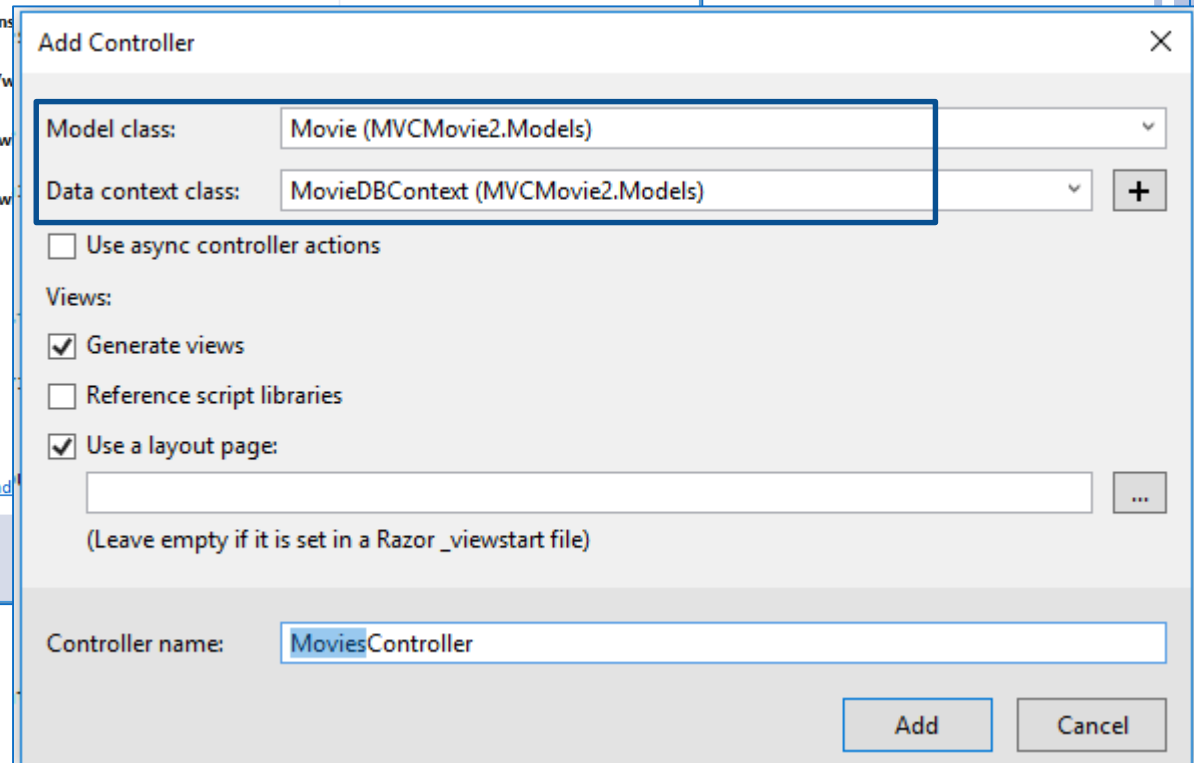 Add Controller
Model class: Movie (MVCMovie2.Models)
Data context class: MovieDBContext (MVCMovie2.Models)
+
Use async controller actions
Views:
Generate views
Reference script libraries
Use a layout page:
...
(Leave empty if it is set in a Razor _viewstart file)
Controller name: MoviesController
Add Cancel